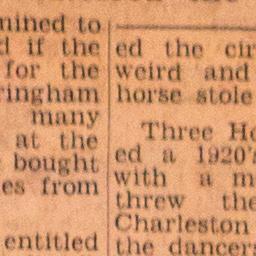 mined to
if the
for the
ringham
many
at the
bought
es from
entitled
ed the cir
weird and
horse stole
Three Ho
ed a 1920's
with a m
threw the
Charleston
the dancers